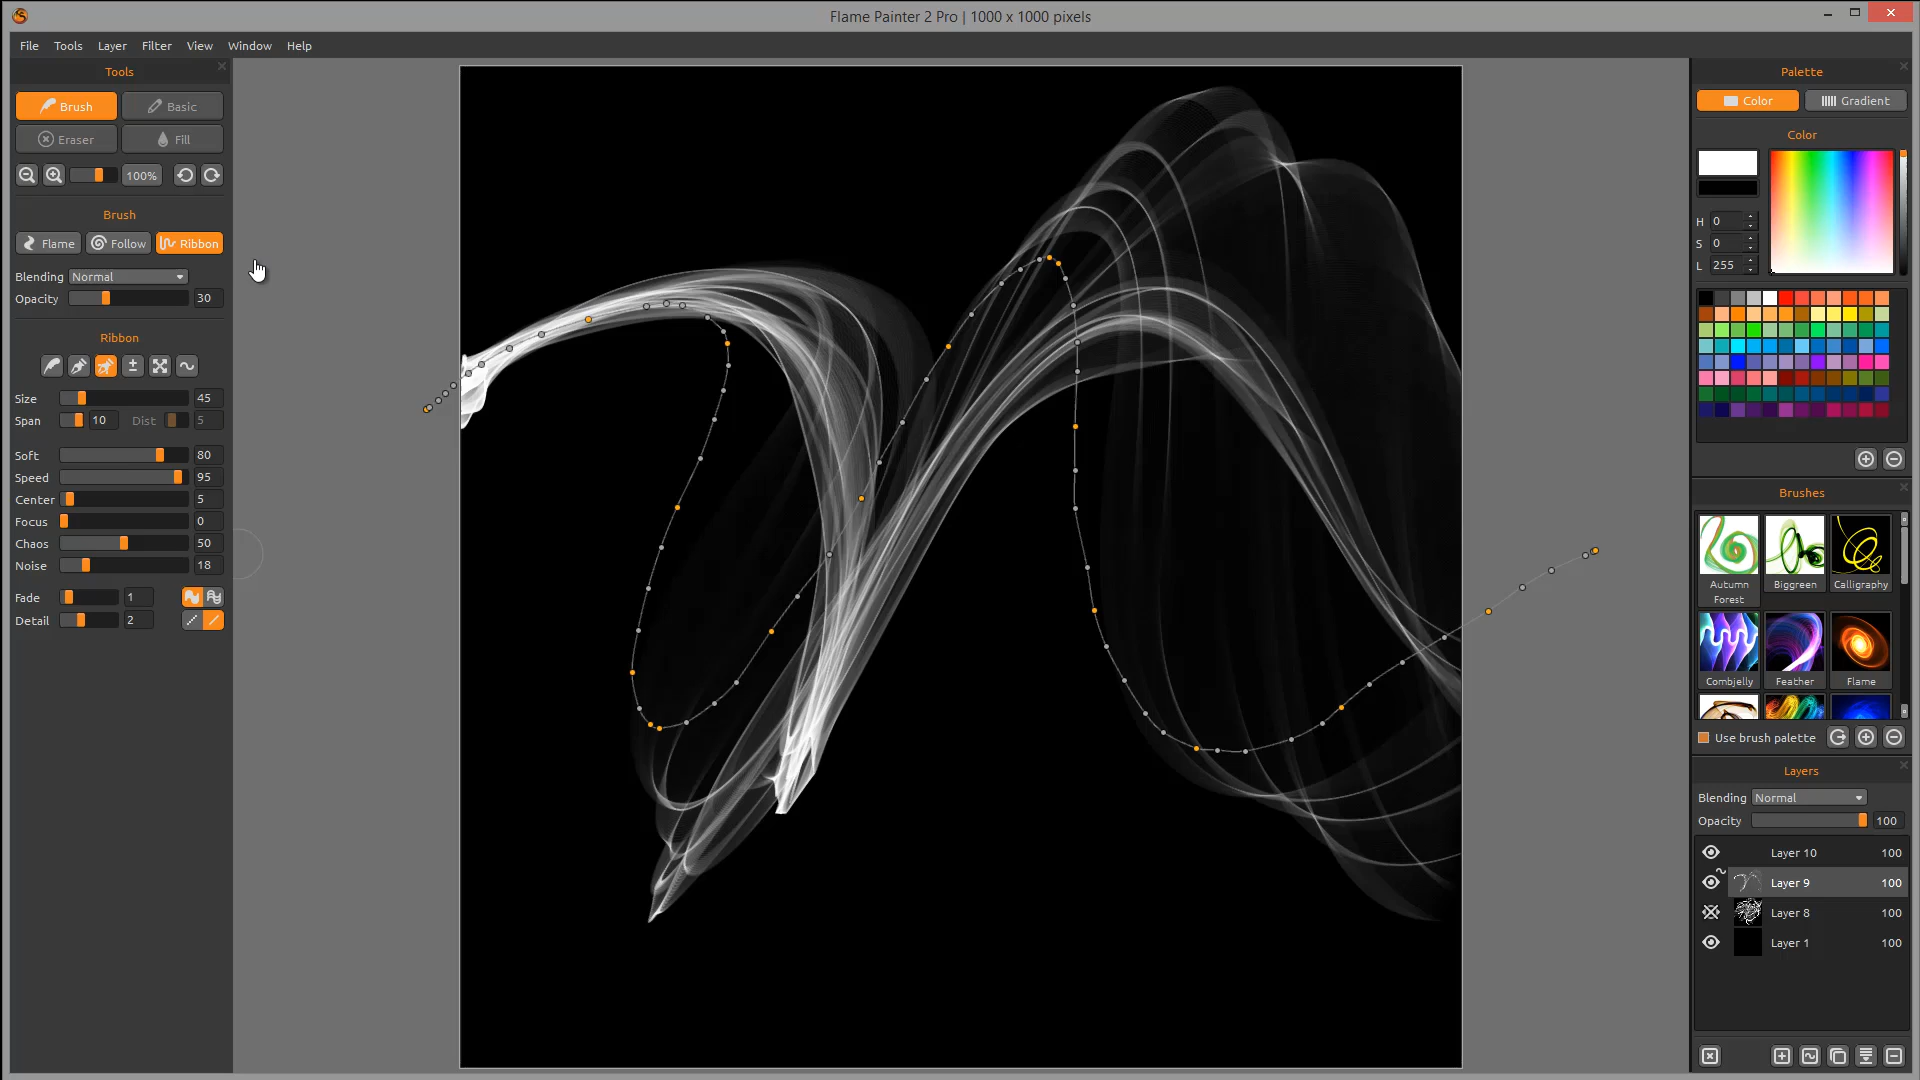 Flame Painter 2 Pro | 1000 x 1000 pixels
File Tools Layer Filter View Window Help
Tools
Brush Basic
Eraser Fill
100%
Brush
Flame Follow Ribbon
Blending Normal
Opacity 30
Ribbon
Size 45
Span 10 Dist 5
Soft 80
Speed 95
Center 5
Focus 0
Chaos 50
Noise 18
Fade 1
Detail 2
Palette
Color Gradient
Color
H 0
S 0
L 255
Brushes
Autumn Forest Biggreen Calligraphy
Combjelly Feather Flame
Use brush palette
Layers
Blending Normal
Opacity 100
Layer 10 100
Layer 9 100
Layer 8 100
Layer 1 100